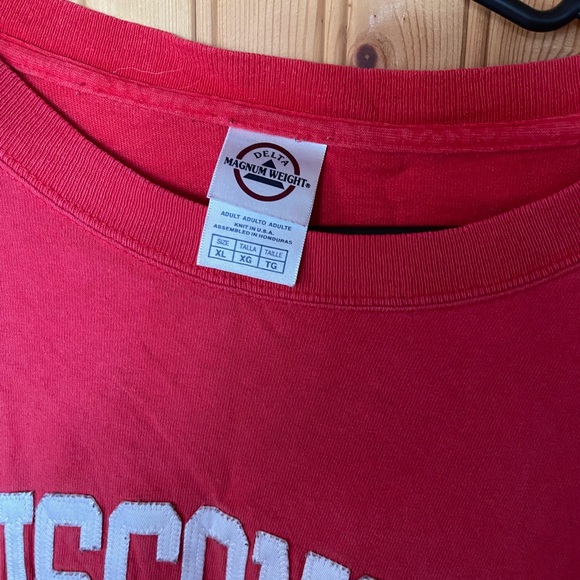 DELTA
MAGNUM WEIGHT®
ADULT ADULTO ADULTE
KNIT IN U.S.A.
ASSEMBLED IN HONDURAS
SIZE TALLA TAILLE
XL XG TG